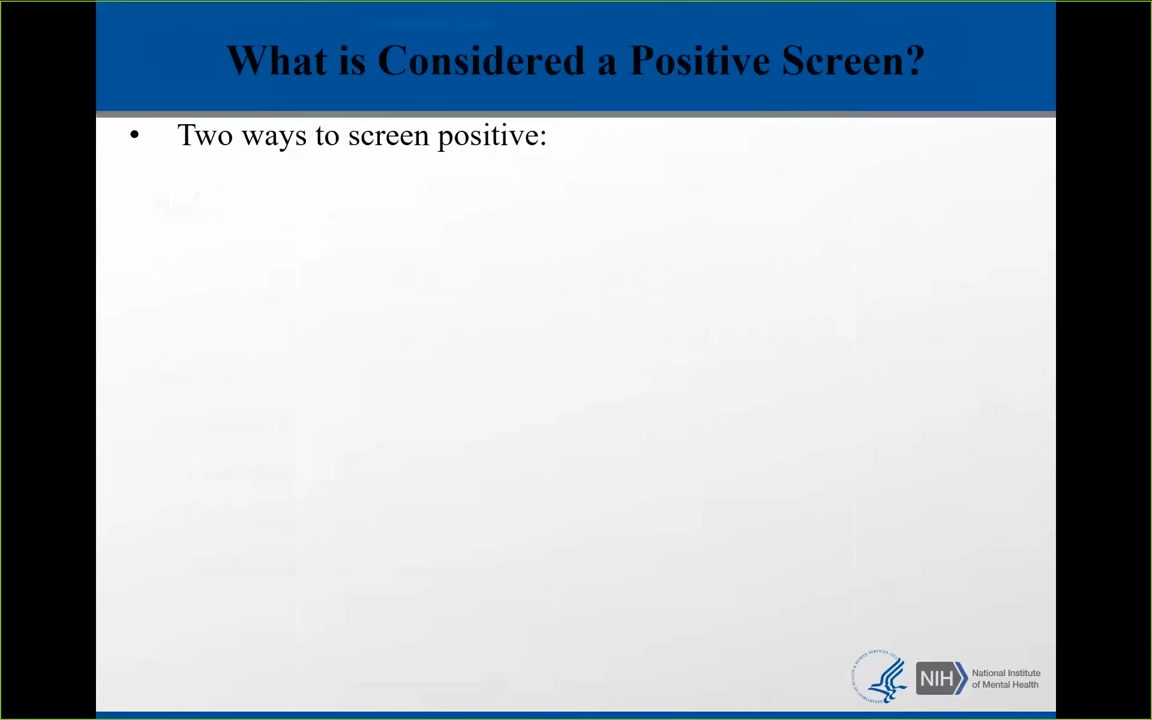 What is Considered a Positive Screen?
• Two ways to screen positive:
NIH
National Institute
of Mental Health